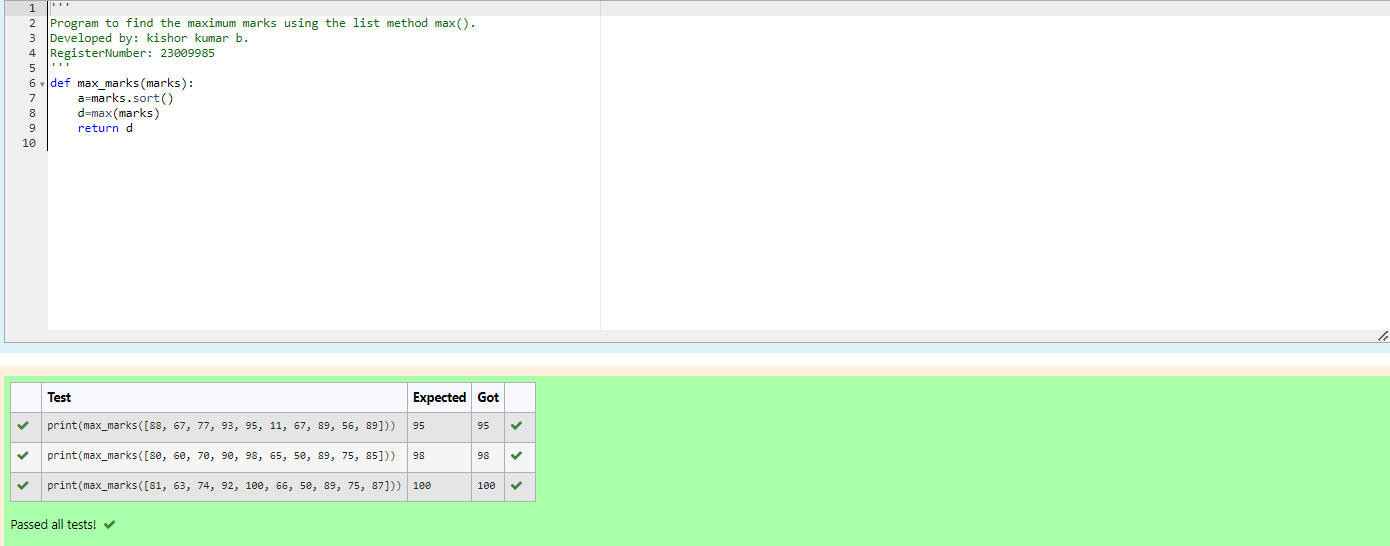 1 '''
2 Program to find the maximum marks using the list method max().
3 Developed by: kishor kumar b.
4 RegisterNumber: 23009985
5 '''
6 def max_marks(marks):
7     a=marks.sort()
8     d=max(marks)
9     return d
10
Test Expected Got
print(max_marks([88, 67, 77, 93, 95, 11, 67, 89, 56, 89])) 95 95
print(max_marks([80, 60, 70, 90, 98, 65, 50, 89, 75, 85])) 98 98
print(max_marks([81, 63, 74, 92, 100, 66, 50, 89, 75, 87])) 100 100
Passed all tests!